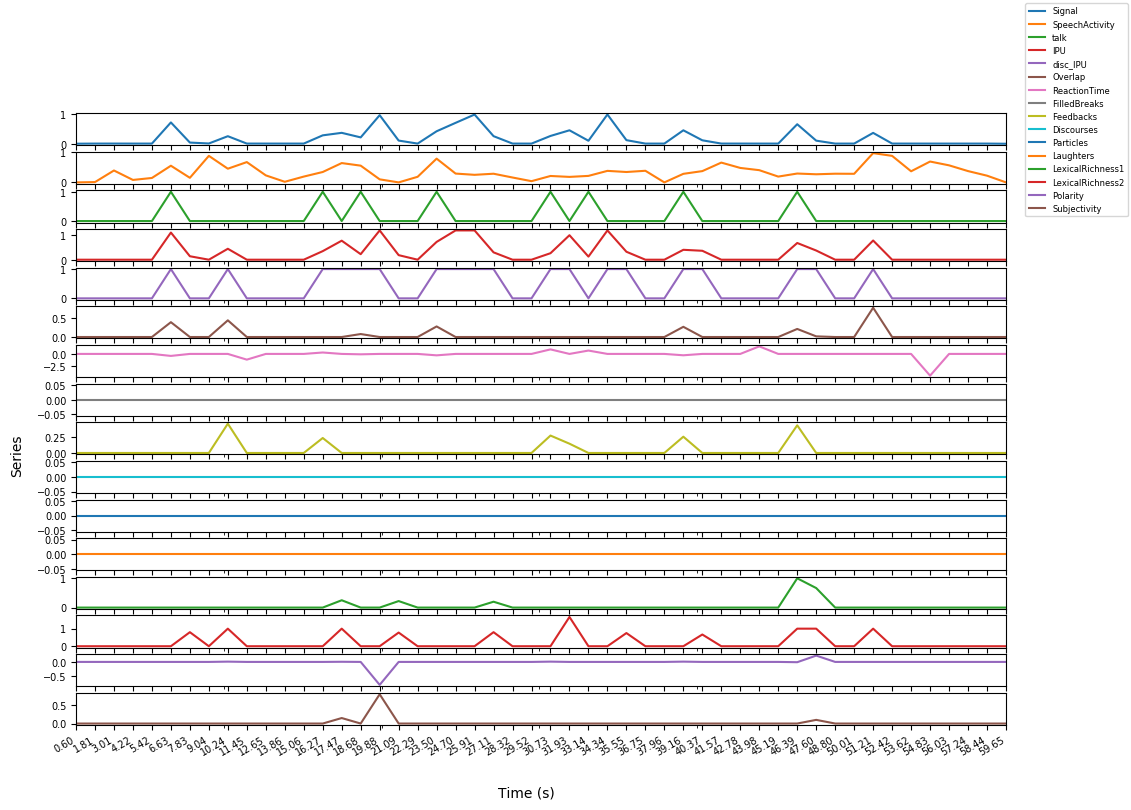 Signal
SpeechActivity
talk
IPU
disc_IPU
Overlap
ReactionTime
FilledBreaks
Feedbacks
Discourses
Particles
Laughters
LexicalRichness1
LexicalRichness2
Polarity
Subjectivity
1
0
1
0
1
0
1
0
1
0
0.5
0.0
0.0
−2.5
0.05
0.00
−0.05
0.25
0.00
0.05
0.00
−0.05
0.05
0.00
−0.05
0.05
0.00
−0.05
1
0
1
0
0.0
−0.5
0.5
0.0
Series
0.60 1.81 3.01 4.22 5.42 6.63 7.83 9.04 10.24 11.45 12.65 13.86 15.06 16.27 17.47 18.68 19.88 21.09 22.29 23.50 24.70 25.91 27.11 28.32 29.52 30.73 31.93 33.14 34.34 35.55 36.75 37.96 39.16 40.37 41.57 42.78 43.98 45.19 46.39 47.60 48.80 50.01 51.21 52.42 53.62 54.83 56.03 57.24 58.44 59.65
Time (s)